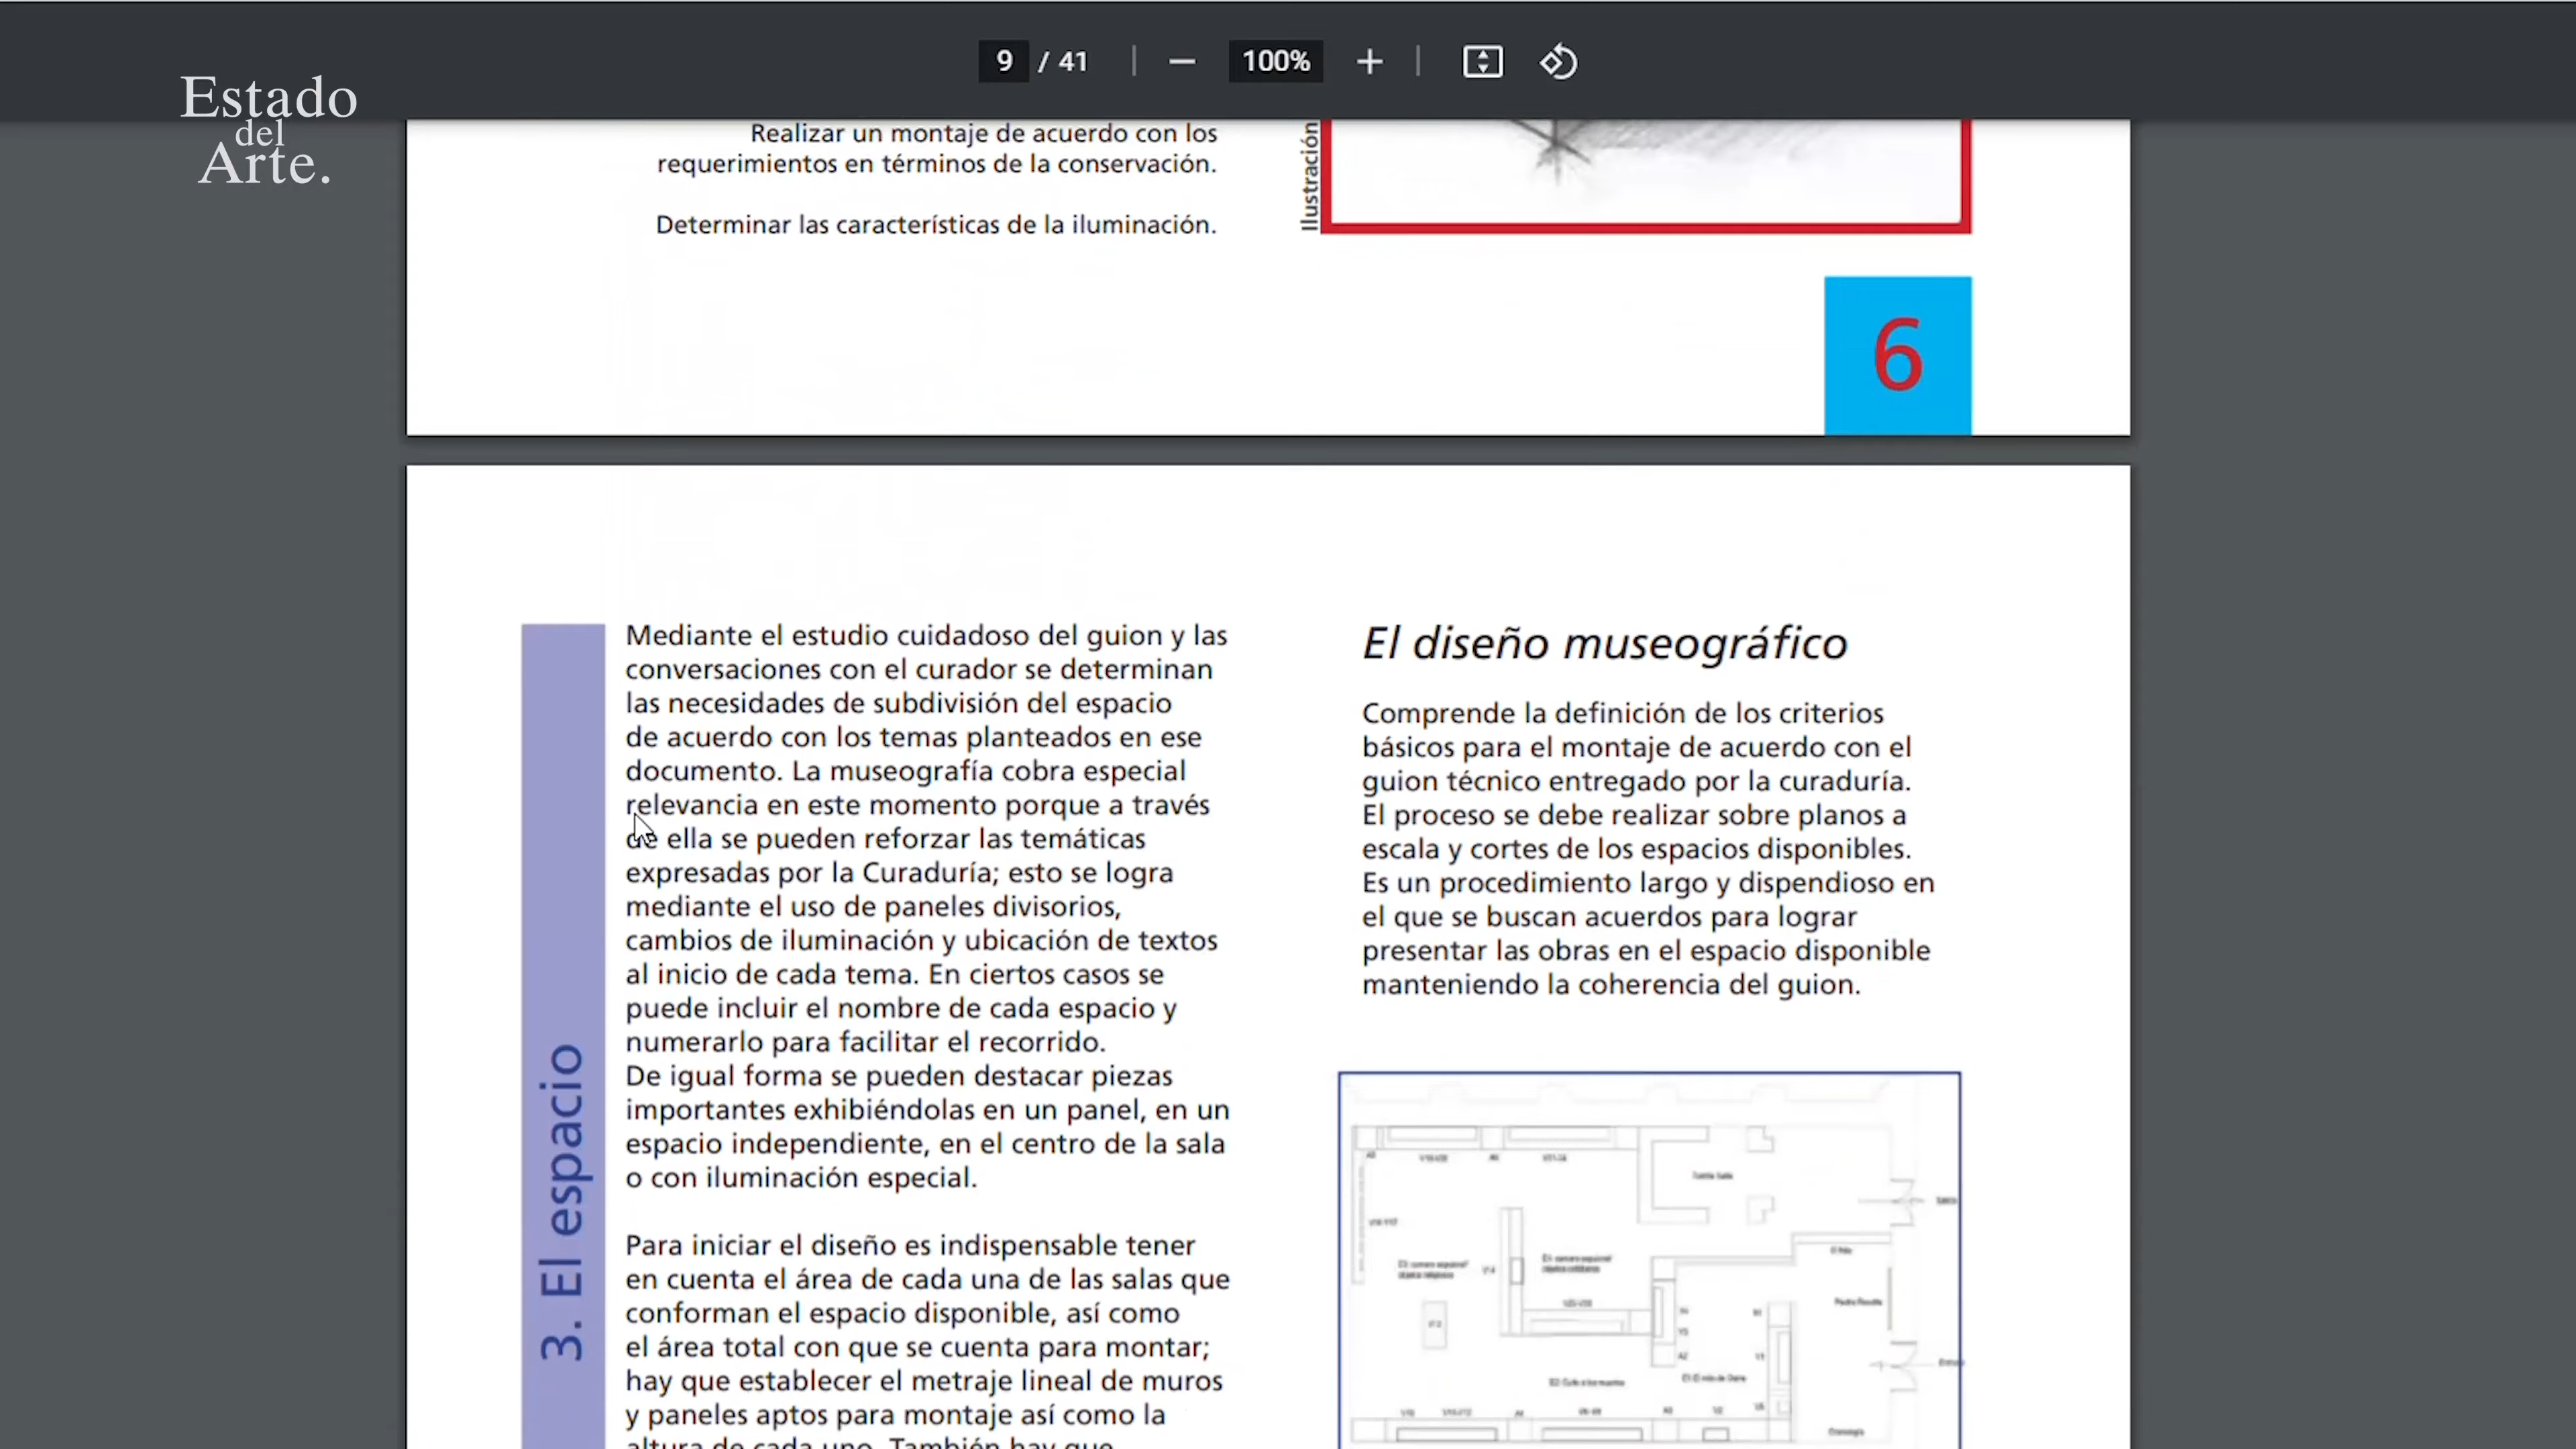 9 / 41
100%
Estado
del
Arte.
Realizar un montaje de acuerdo con los
requerimientos en términos de la conservación.
Determinar las características de la iluminación.
Ilustración
6
3. El espacio
Mediante el estudio cuidadoso del guion y las
conversaciones con el curador se determinan
las necesidades de subdivisión del espacio
de acuerdo con los temas planteados en ese
documento. La museografía cobra especial
relevancia en este momento porque a través
de ella se pueden reforzar las temáticas
expresadas por la Curaduría; esto se logra
mediante el uso de paneles divisorios,
cambios de iluminación y ubicación de textos
al inicio de cada tema. En ciertos casos se
puede incluir el nombre de cada espacio y
numerarlo para facilitar el recorrido.
De igual forma se pueden destacar piezas
importantes exhibiéndolas en un panel, en un
espacio independiente, en el centro de la sala
o con iluminación especial.
Para iniciar el diseño es indispensable tener
en cuenta el área de cada una de las salas que
conforman el espacio disponible, así como
el área total con que se cuenta para montar;
hay que establecer el metraje lineal de muros
y paneles aptos para montaje así como la
altura de cada uno. También hay que
El diseño museográfico
Comprende la definición de los criterios
básicos para el montaje de acuerdo con el
guion técnico entregado por la curaduría.
El proceso se debe realizar sobre planos a
escala y cortes de los espacios disponibles.
Es un procedimiento largo y dispendioso en
el que se buscan acuerdos para lograr
presentar las obras en el espacio disponible
manteniendo la coherencia del guion.